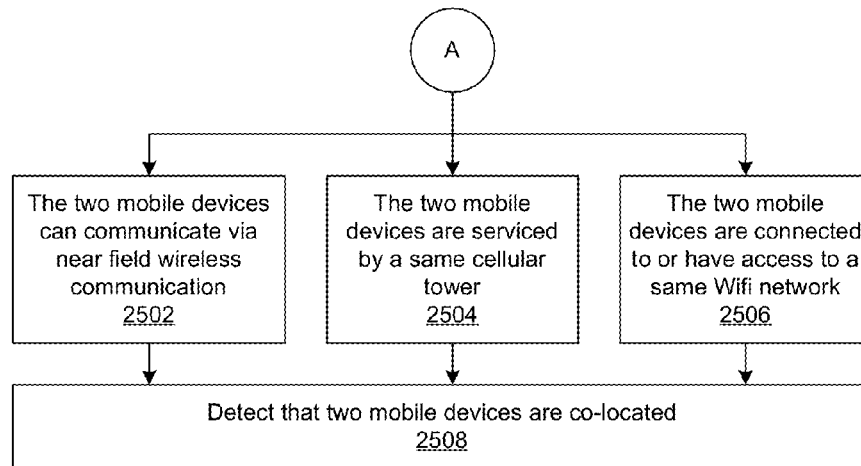 A
The two mobile devices
can communicate via
near field wireless
communication
2502
The two mobile
devices are serviced
by a same cellular
tower
2504
The two mobile
devices are connected
to or have access to a
same Wifi network
2506
Detect that two mobile devices are co-located
2508